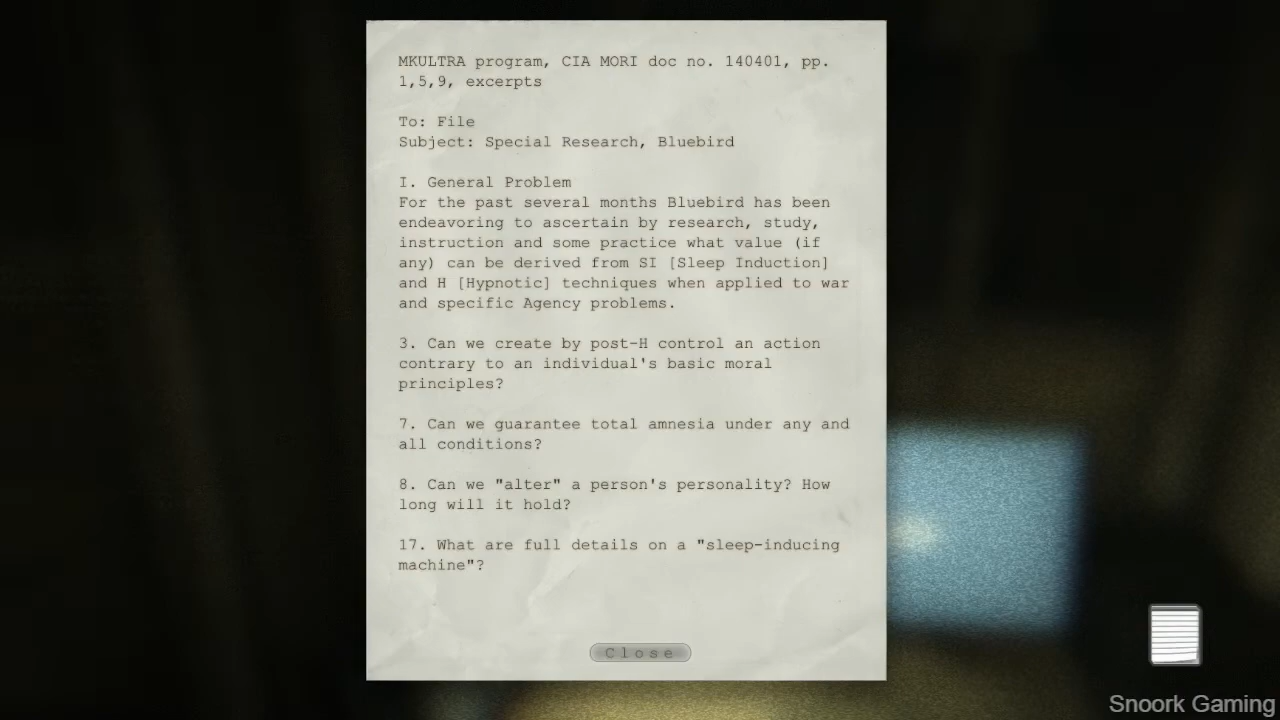 MKULTRA program, CIA MORI doc no. 140401, pp.
1,5,9, excerpts
To: File
Subject: Special Research, Bluebird
I. General Problem
For the past several months Bluebird has been
endeavoring to ascertain by research, study,
instruction and some practice what value (if
any) can be derived from SI [Sleep Induction]
and H [Hypnotic] techniques when applied to war
and specific Agency problems.
3. Can we create by post-H control an action
contrary to an individual's basic moral
principles?
7. Can we guarantee total amnesia under any and
all conditions?
8. Can we "alter" a person's personality? How
long will it hold?
17. What are full details on a "sleep-inducing
machine"?
Close
Snoork Gaming